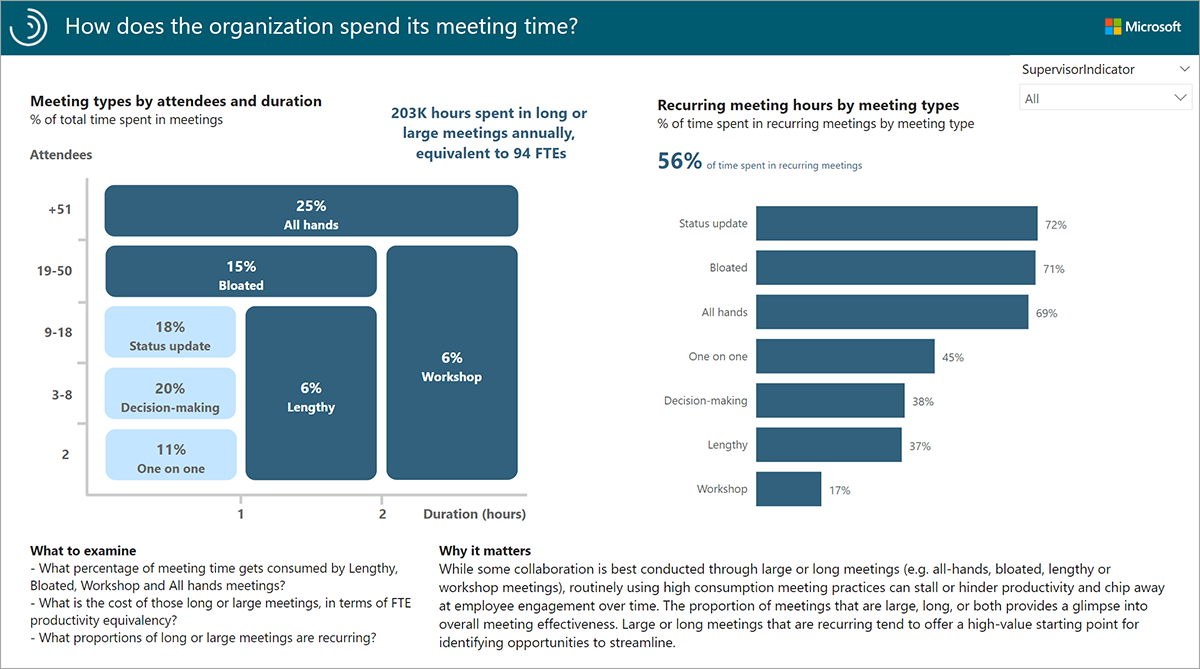 How does the organization spend its meeting time?
Microsoft
SupervisorIndicator
All
Meeting types by attendees and duration
% of total time spent in meetings
203K hours spent in long or
large meetings annually,
equivalent to 94 FTEs
Attendees
+51
25%
All hands
19-50
15%
Bloated
9-18
18%
Status update
6%
Workshop
3-8
20%
Decision-making
6%
Lengthy
2
11%
One on one
1
2
Duration (hours)
Recurring meeting hours by meeting types
% of time spent in recurring meetings by meeting type
56% of time spent in recurring meetings
Status update 72%
Bloated 71%
All hands 69%
One on one 45%
Decision-making 38%
Lengthy 37%
Workshop 17%
What to examine
- What percentage of meeting time gets consumed by Lengthy,
Bloated, Workshop and All hands meetings?
- What is the cost of those long or large meetings, in terms of FTE
productivity equivalency?
- What proportions of long or large meetings are recurring?
Why it matters
While some collaboration is best conducted through large or long meetings (e.g. all-hands, bloated, lengthy or
workshop meetings), routinely using high consumption meeting practices can stall or hinder productivity and chip away
at employee engagement over time. The proportion of meetings that are large, long, or both provides a glimpse into
overall meeting effectiveness. Large or long meetings that are recurring tend to offer a high-value starting point for
identifying opportunities to streamline.